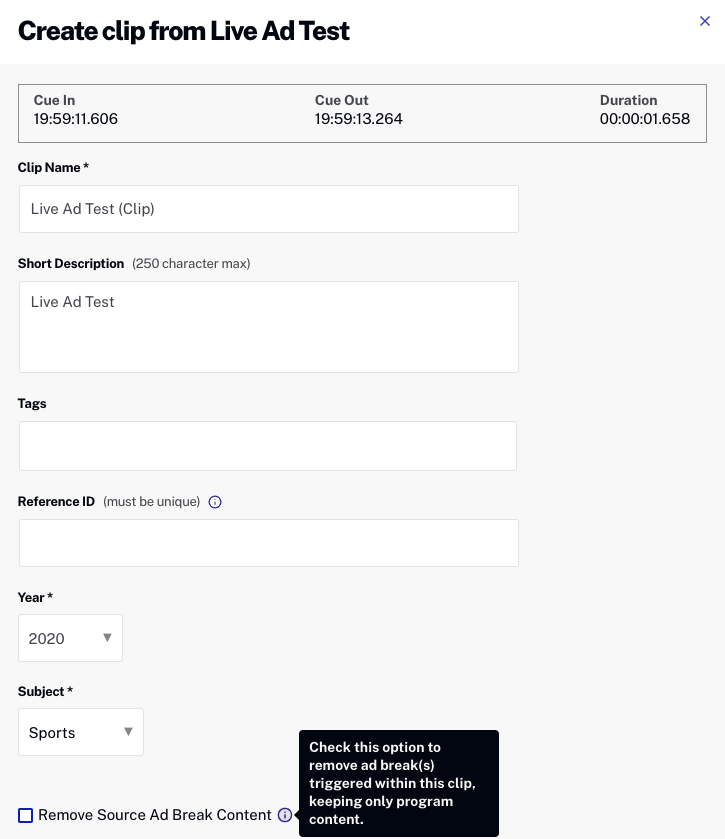 Create clip from Live Ad Test
Cue In Cue Out Duration
19:59:11.606 19:59:13.264 00:00:01.658
Clip Name *
Live Ad Test (Clip)
Short Description (250 character max)
Live Ad Test
Tags
Reference ID (must be unique)
Year *
2020
Subject *
Sports
Check this option to
remove ad break(s)
triggered within this clip,
keeping only program
content.
Remove Source Ad Break Content